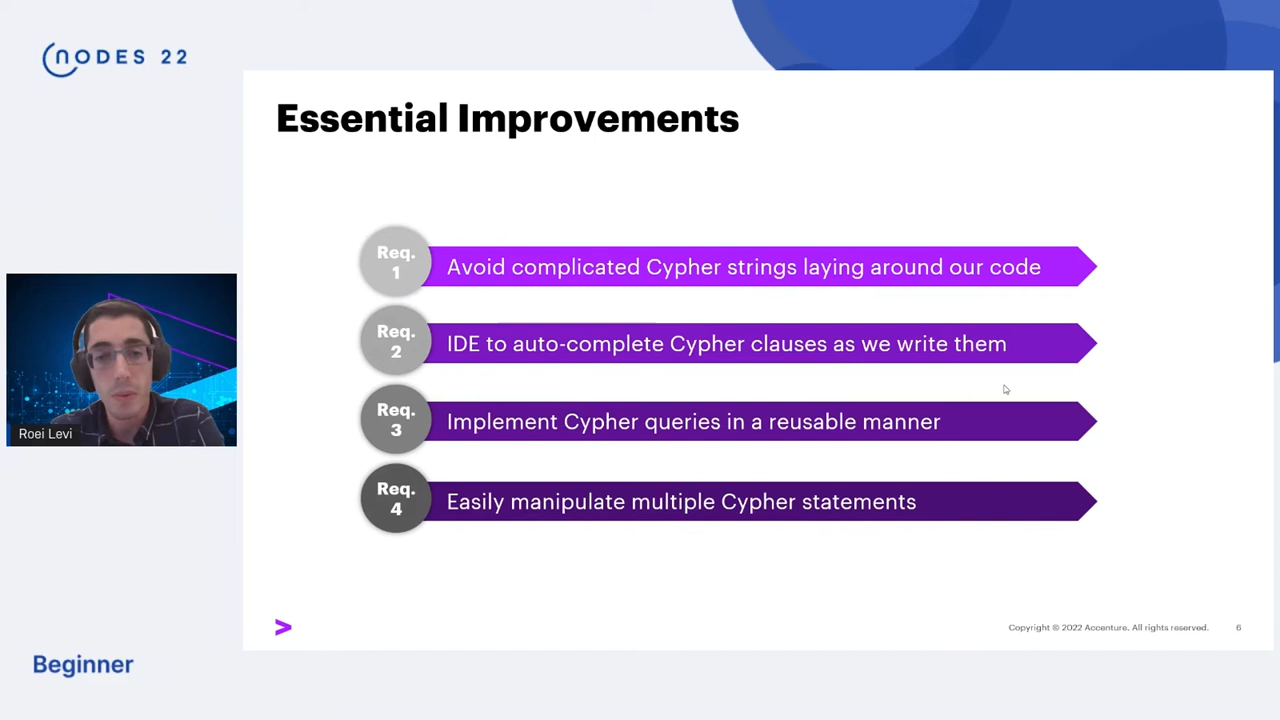 NODES 22
Essential Improvements
Req.
1
Avoid complicated Cypher strings laying around our code
Req.
2
IDE to auto-complete Cypher clauses as we write them
Req.
3
Implement Cypher queries in a reusable manner
Req.
4
Easily manipulate multiple Cypher statements
Roei Levi
>
Copyright © 2022 Accenture. All rights reserved.
6
Beginner